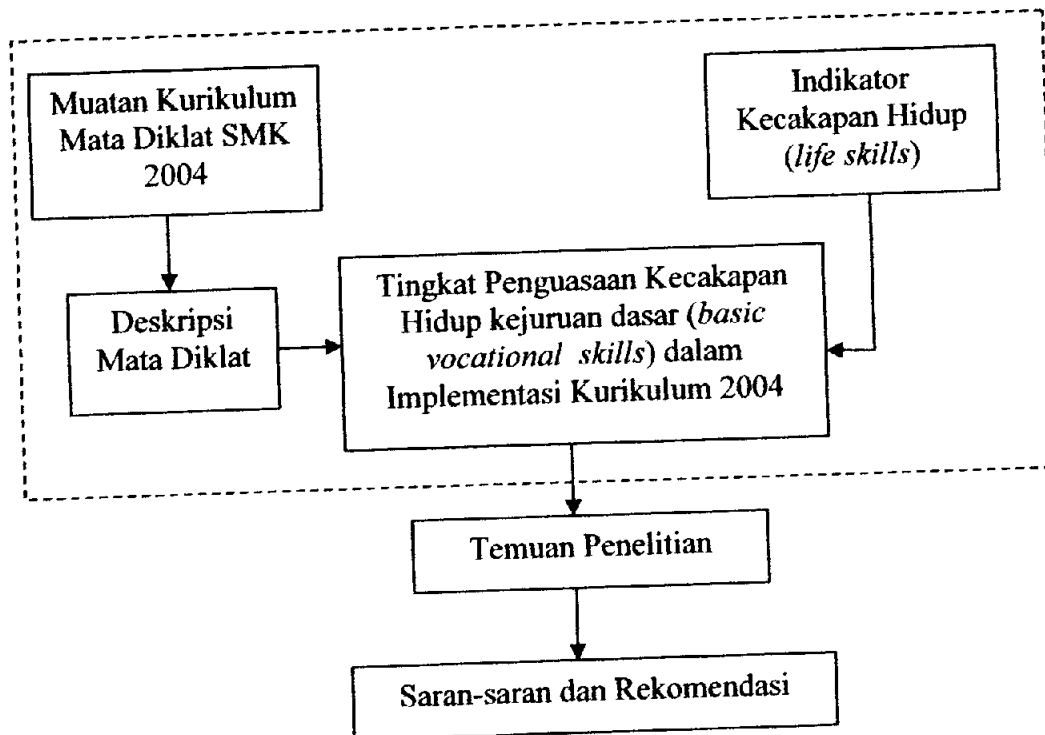 Muatan Kurikulum
Mata Diklat SMK
2004
Indikator
Kecakapan Hidup
(life skills)
Deskripsi
Mata Diklat
Tingkat Penguasaan Kecakapan
Hidup kejuruan dasar (basic
vocational skills) dalam
Implementasi Kurikulum 2004
Temuan Penelitian
Saran-saran dan Rekomendasi